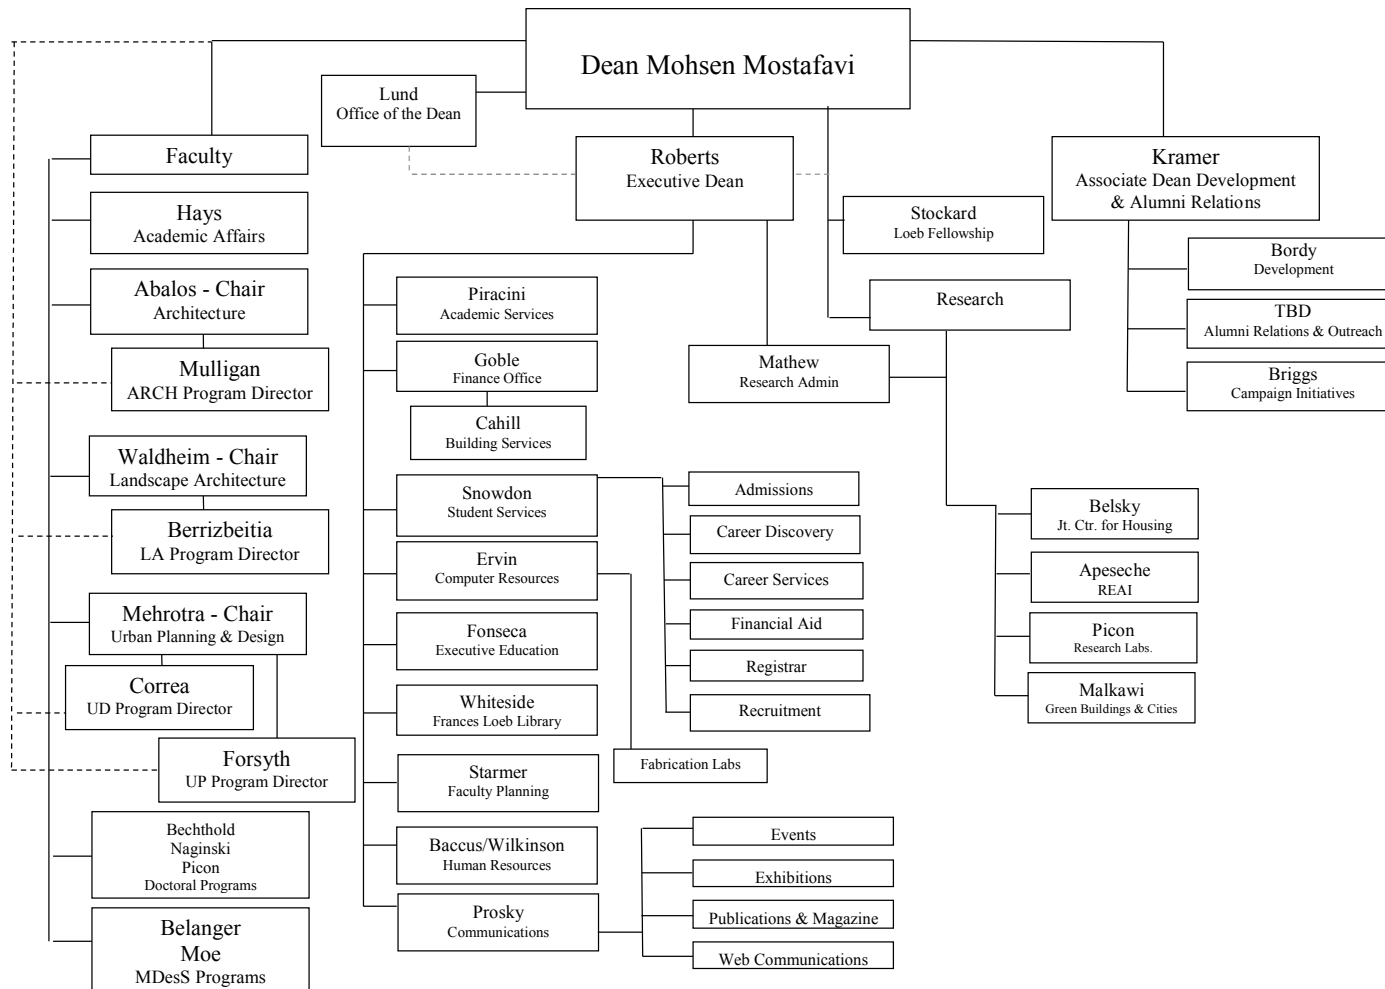 Dean Mohsen Mostafavi
Lund
Office of the Dean
Faculty
Roberts
Executive Dean
Kramer
Associate Dean Development
& Alumni Relations
Hays
Academic Affairs
Stockard
Loeb Fellowship
Bordy
Development
Abalos - Chair
Architecture
Piracini
Academic Services
Research
TBD
Alumni Relations & Outreach
Mulligan
ARCH Program Director
Goble
Finance Office
Mathew
Research Admin
Briggs
Campaign Initiatives
Cahill
Building Services
Waldheim - Chair
Landscape Architecture
Snowdon
Student Services
Admissions
Belsky
Jt. Ctr. for Housing
Berrizbeitia
LA Program Director
Career Discovery
Ervin
Computer Resources
Career Services
Apeseche
REAI
Mehrotra - Chair
Urban Planning & Design
Fonseca
Executive Education
Financial Aid
Picon
Research Labs.
Correa
UD Program Director
Registrar
Whiteside
Frances Loeb Library
Recruitment
Malkawi
Green Buildings & Cities
Forsyth
UP Program Director
Starmer
Faculty Planning
Fabrication Labs
Bechthold
Naginski
Picon
Doctoral Programs
Baccus/Wilkinson
Human Resources
Events
Exhibitions
Belanger
Moe
MDesS Programs
Prosky
Communications
Publications & Magazine
Web Communications